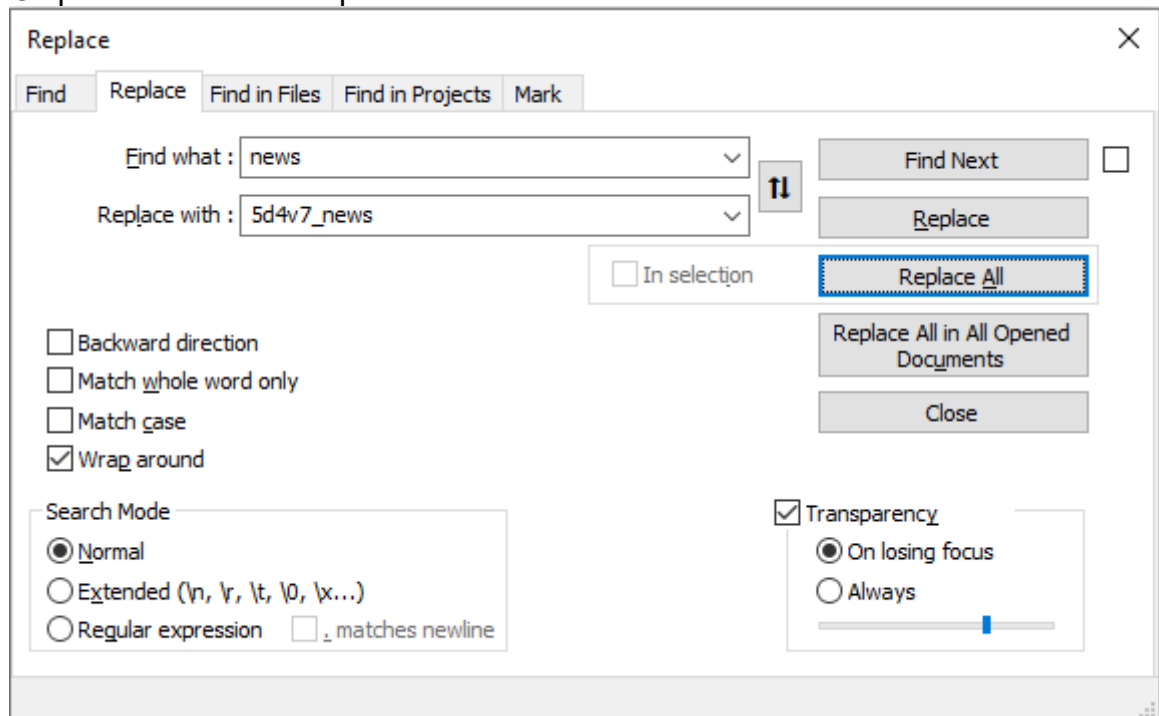 Replace
Find Replace Find in Files Find in Projects Mark
Find what : news Find Next
Replace with : 5d4v7_news Replace
In selection Replace All
Backward direction Replace All in All Opened Documents
Match whole word only
Match case Close
Wrap around
Search Mode Transparency
Normal On losing focus
Extended (\n, \r, \t, \0, \x...) Always
Regular expression . matches newline